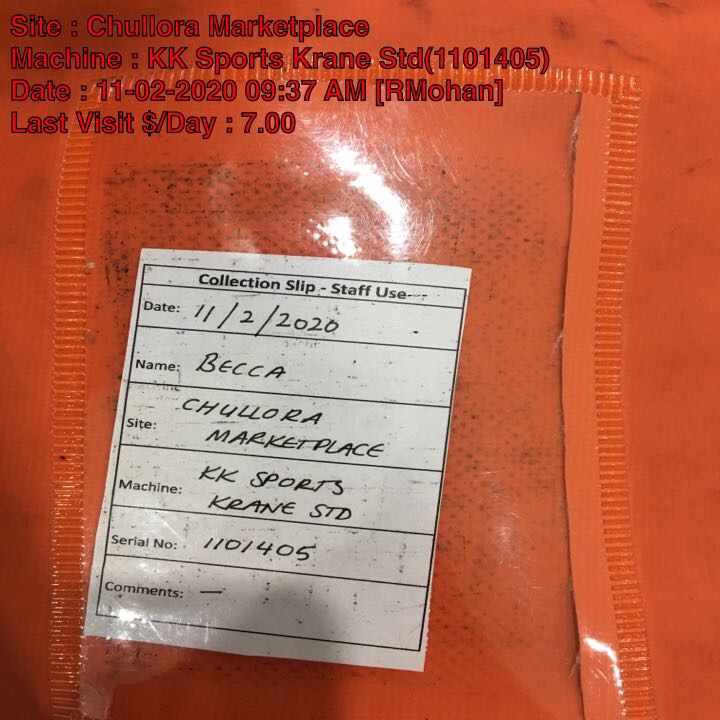 Site : Chullora Marketplace
Machine : KK Sports Krane Std(1101405)
Date : 11-02-2020 09:37 AM [RMohan]
Last Visit $/Day : 7.00
Collection Slip - Staff Use
Date: 11/2/2020
Name: BECCA
Site: CHULLORA
MARKETPLACE
Machine: KK SPORTS
KRANE STD
Serial No: 1101405
Comments: —